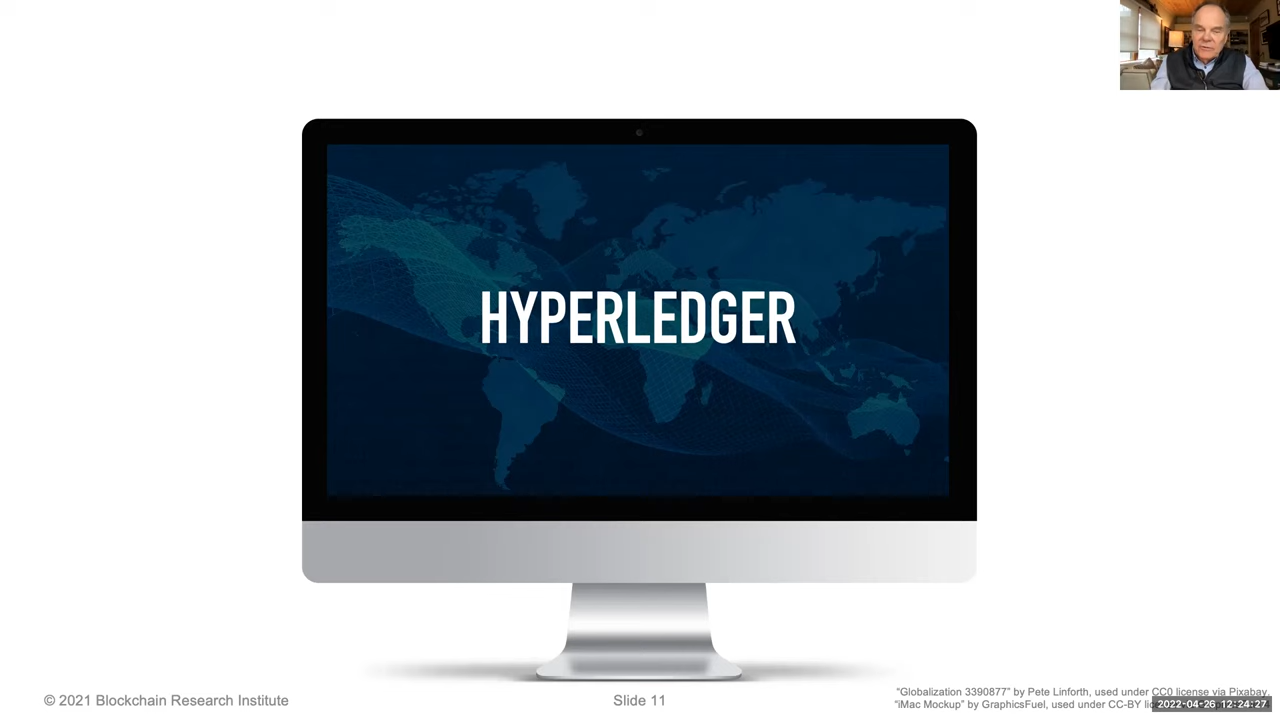 HYPERLEDGER
© 2021 Blockchain Research Institute
Slide 11
"Globalization 3390877" by Pete Linforth, used under CC0 license via Pixabay,
"iMac Mockup" by GraphicsFuel, used under CC-BY
2022-04-26 12:24:27